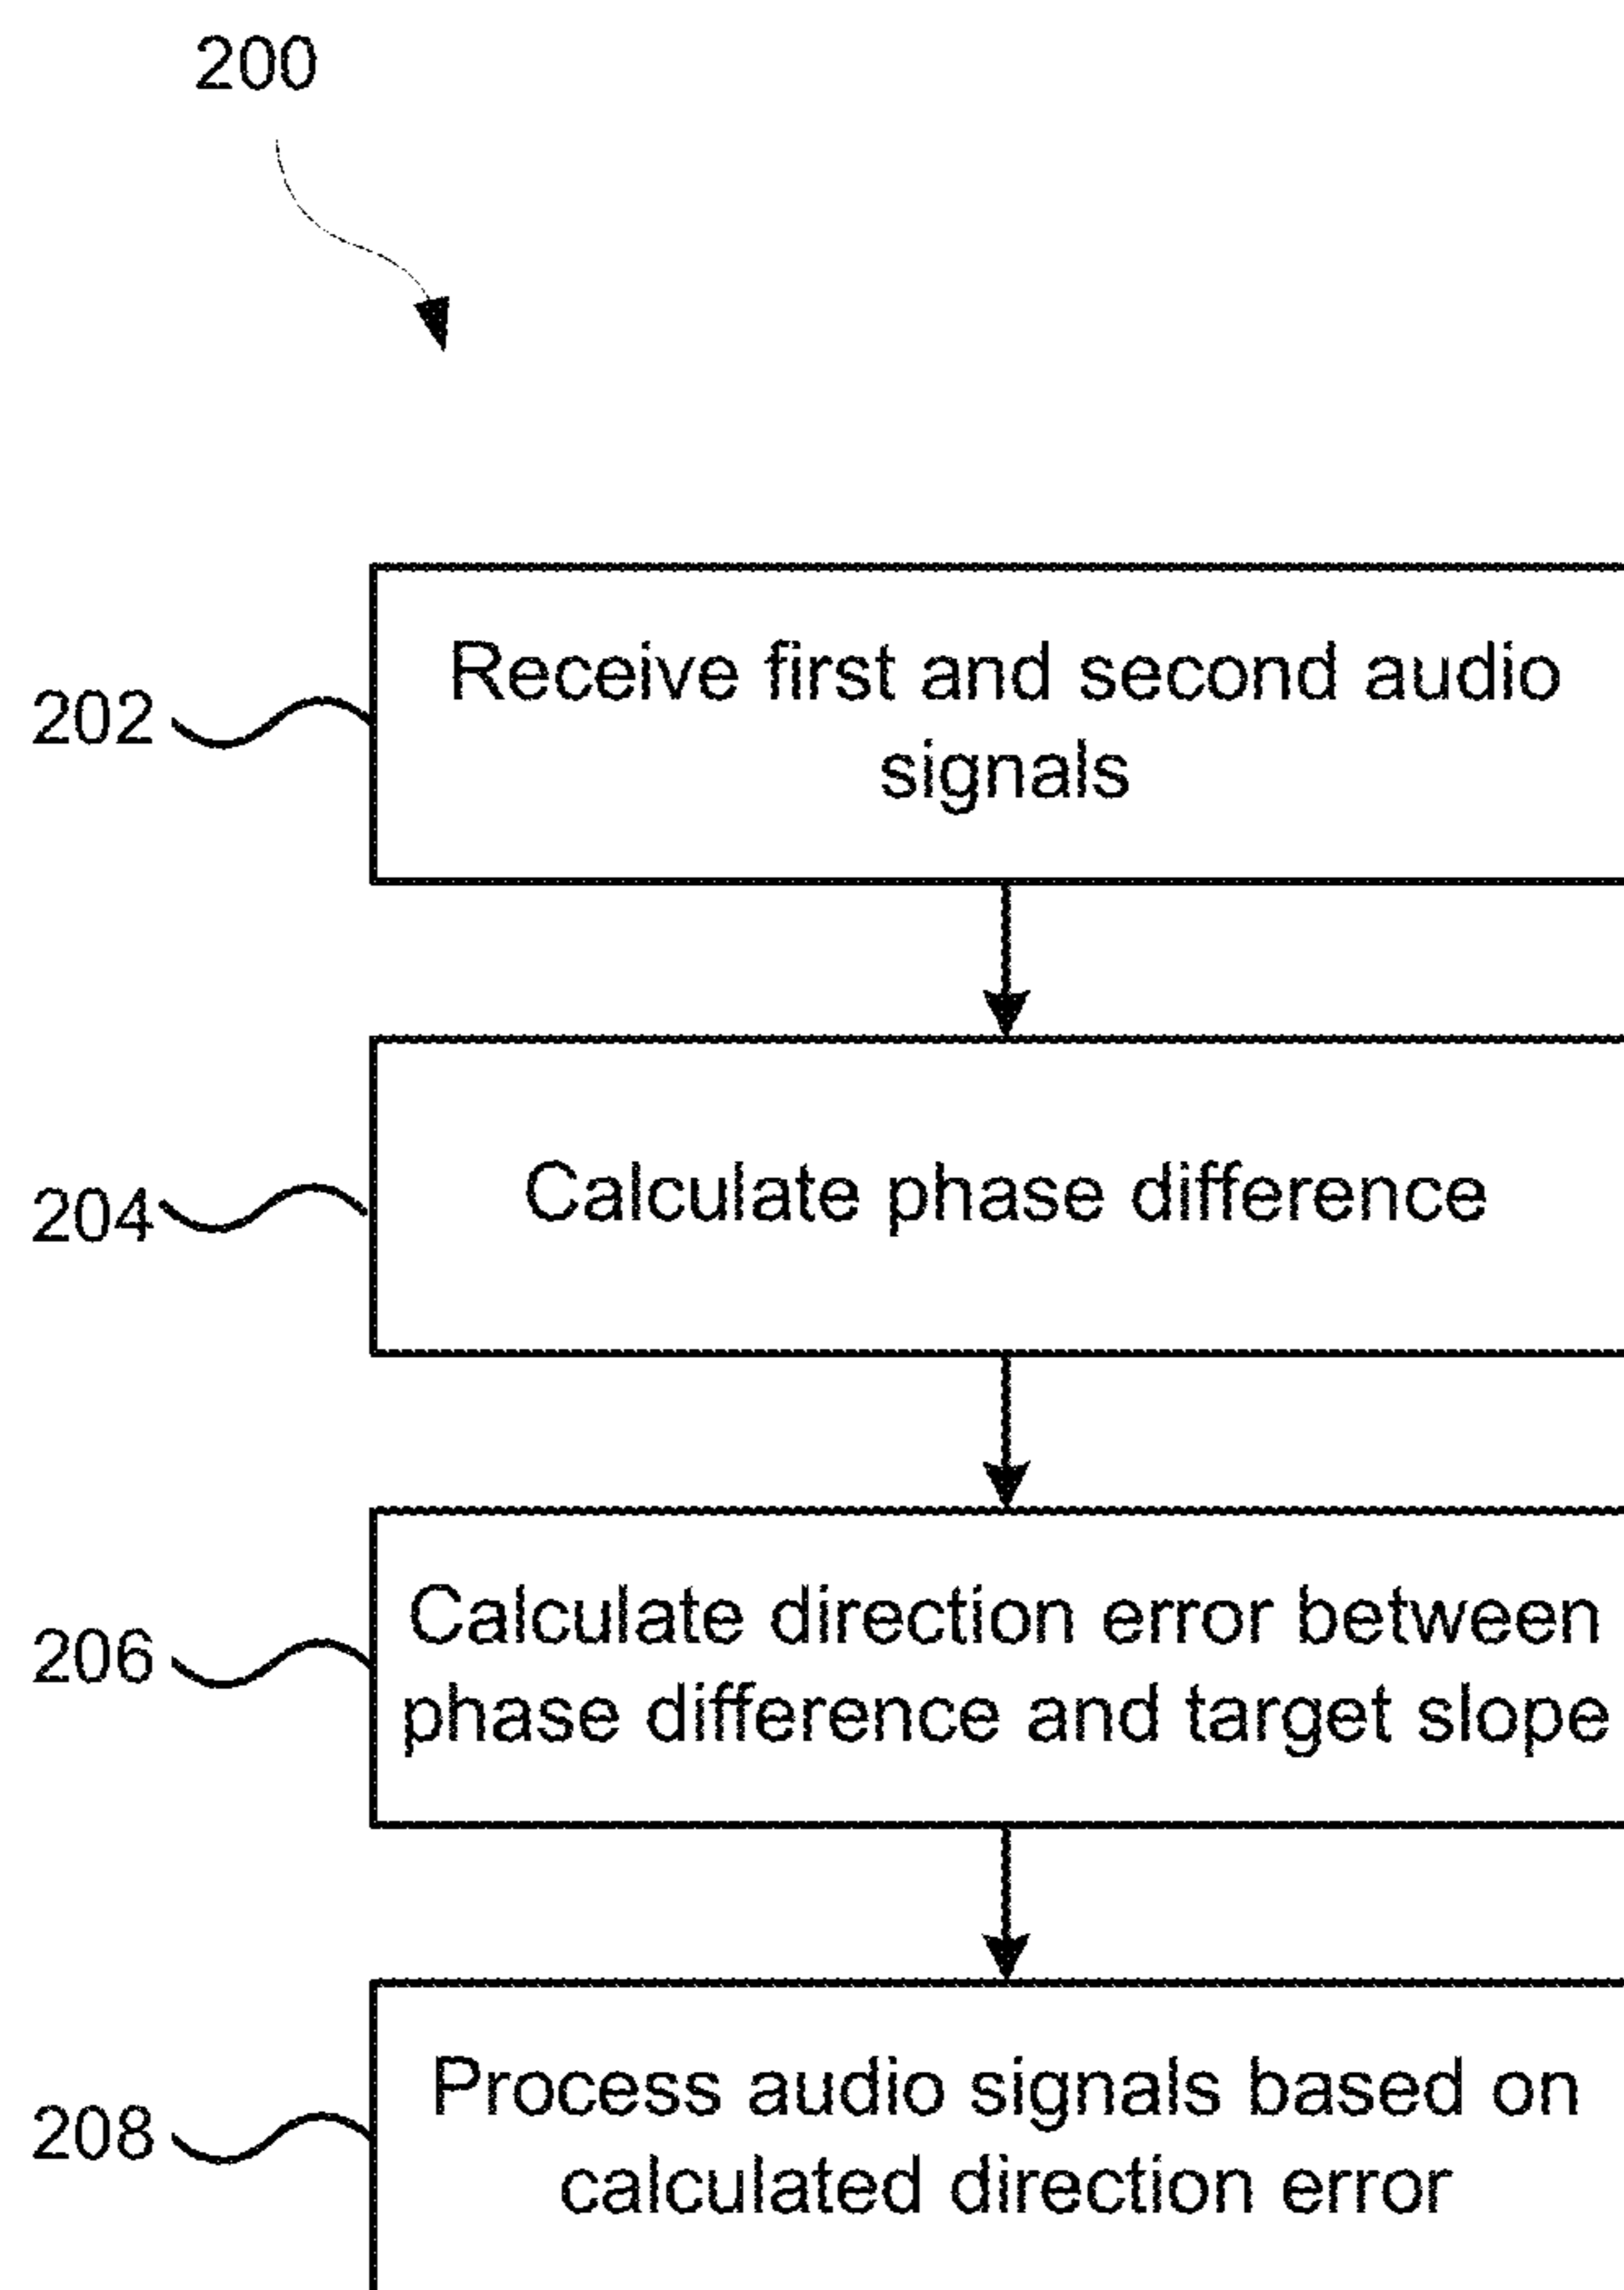 200
202
Receive first and second audio
signals
204
Calculate phase difference
206
Calculate direction error between
phase difference and target slope
208
Process audio signals based on
calculated direction error